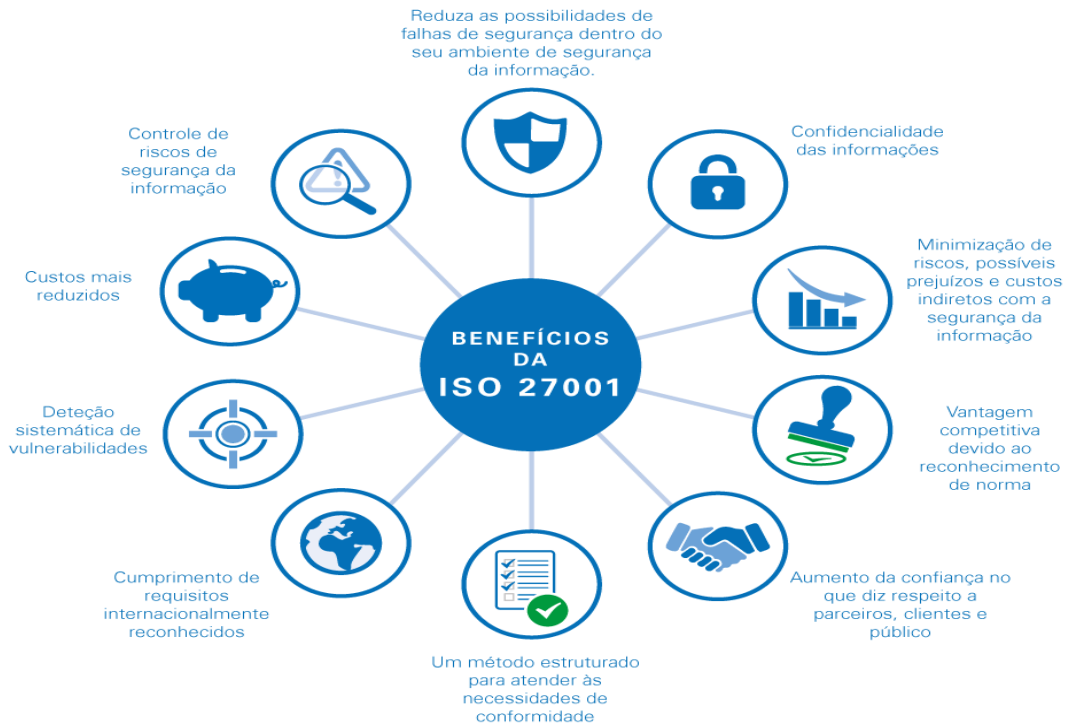 Reduza as possibilidades de
falhas de segurança dentro do
seu ambiente de segurança
da informação.
Confidencialidade
das informações
Minimização de
riscos, possíveis
prejuízos e custos
indiretos com a
segurança da
informação
Vantagem
competitiva
devido ao
reconhecimento
de norma
Aumento da confiança no
que diz respeito a
parceiros, clientes e
público
Um método estruturado
para atender às
necessidades de
conformidade
Cumprimento de
requisitos
internacionalmente
reconhecidos
Deteção
sistemática de
vulnerabilidades
Custos mais
reduzidos
Controle de
riscos de
segurança da
informação
BENEFÍCIOS
DA
ISO 27001